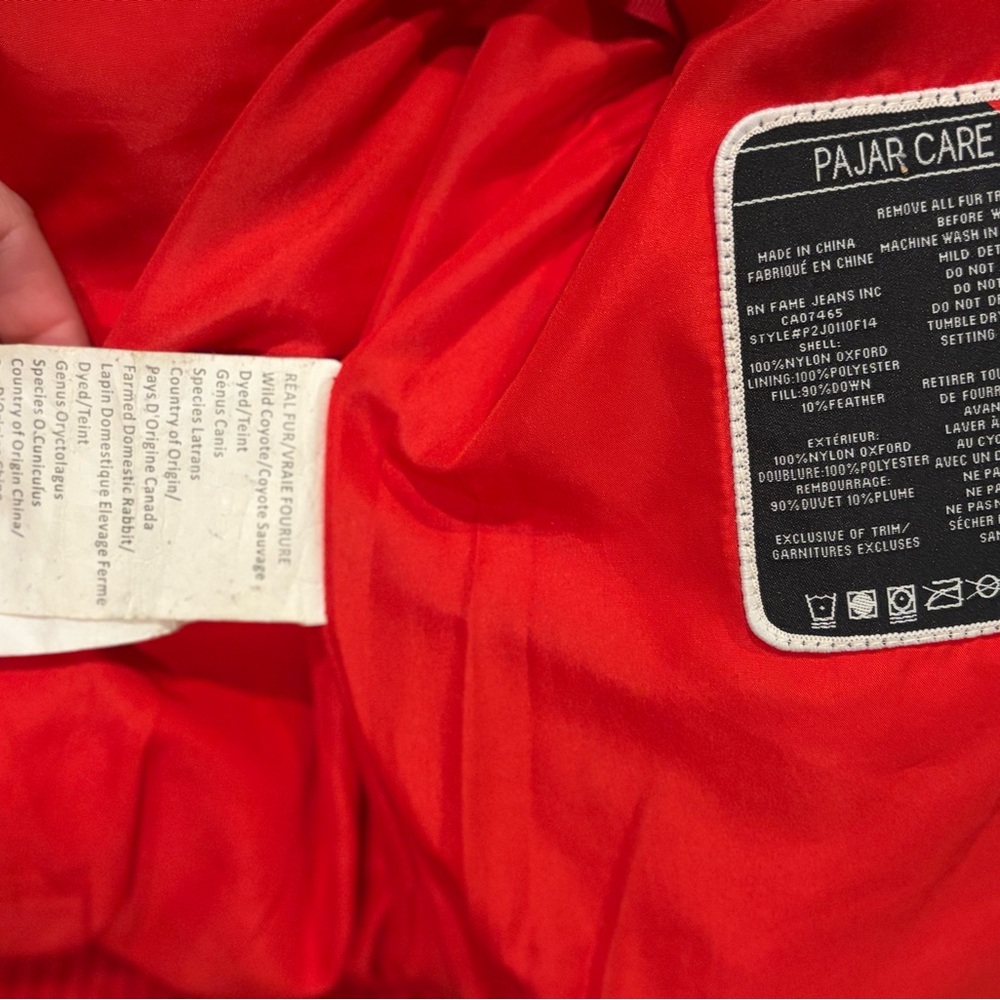 REAL FUR/VRAIE FOURURE
Wild Coyote/Coyote Sauvage
Dyed/Teint
Genus Canis
Species Latrans
Country of Origin/
Pays D'Origine Canada
Farmed Domestic Rabbit/
Lapin Domestique Elevage Ferme
Dyed/Teint
Genus Oryctolagus
Species O.Cuniculus
Country of Origin China/
PAJAR CARE
MADE IN CHINA
FABRIQUÉ EN CHINE
RN FAME JEANS INC
CA07465
STYLE#P2J0110F14
SHELL:
100%NYLON OXFORD
LINING:100%POLYESTER
FILL:90%DOWN
10%FEATHER
EXTÉRIEUR:
100%NYLON OXFORD
DOUBLURE:100%POLYESTER
REMBOURRAGE:
90%DUVET 10%PLUME
EXCLUSIVE OF TRIM/
GARNITURES EXCLUSES
REMOVE ALL FUR TR
BEFORE W
MACHINE WASH IN
MILD DET
DO NOT
DO NOT
DO NOT D
TUMBLE DRY
SETTING
RETIRER TOU
DE FOURR
AVAN
LAVER À
AU CYC
AVEC UN D
NE PA
NE PA
NE PAS N
SÉCHER
SAN